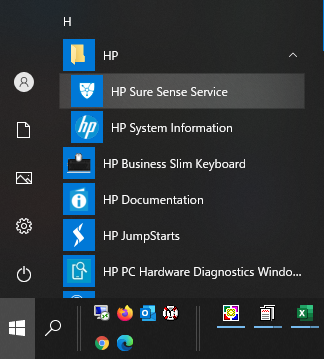 H
HP
HP Sure Sense Service
hp
HP System Information
HP Business Slim Keyboard
HP Documentation
HP JumpStarts
HP PC Hardware Diagnostics Windo...